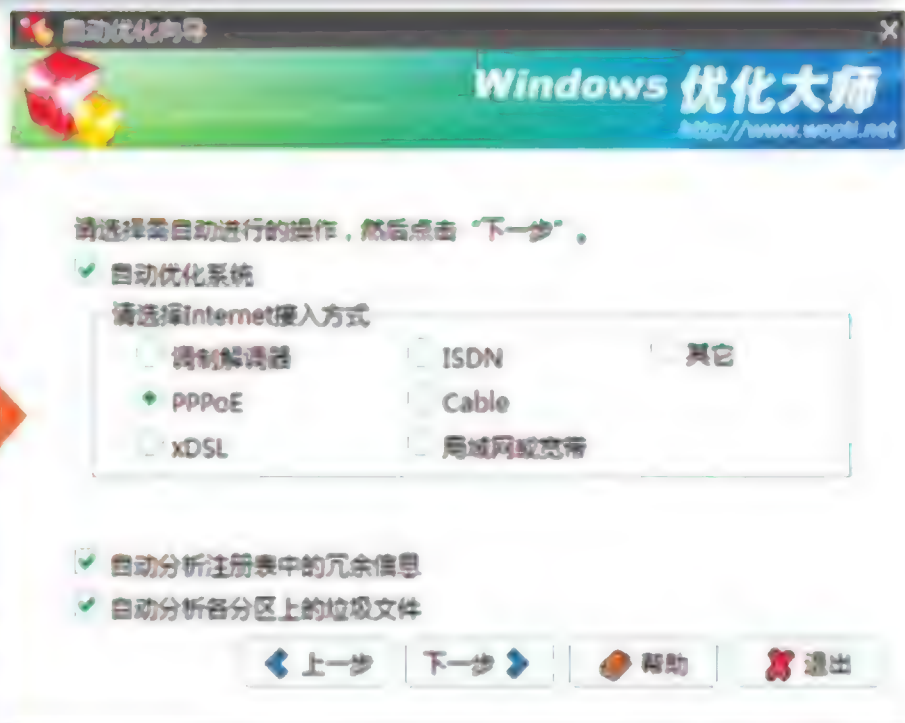 自动优化向导
Windows 优化大师
http://www.wopti.net
请选择需自动进行的操作，然后点击“下一步”。
自动优化系统
请选择Internet接入方式
调制解调器 ISDN 其它
PPPoE Cable
xDSL 局域网或宽带
自动分析注册表中的冗余信息
自动分析各分区上的垃圾文件
上一步 下一步 帮助 退出